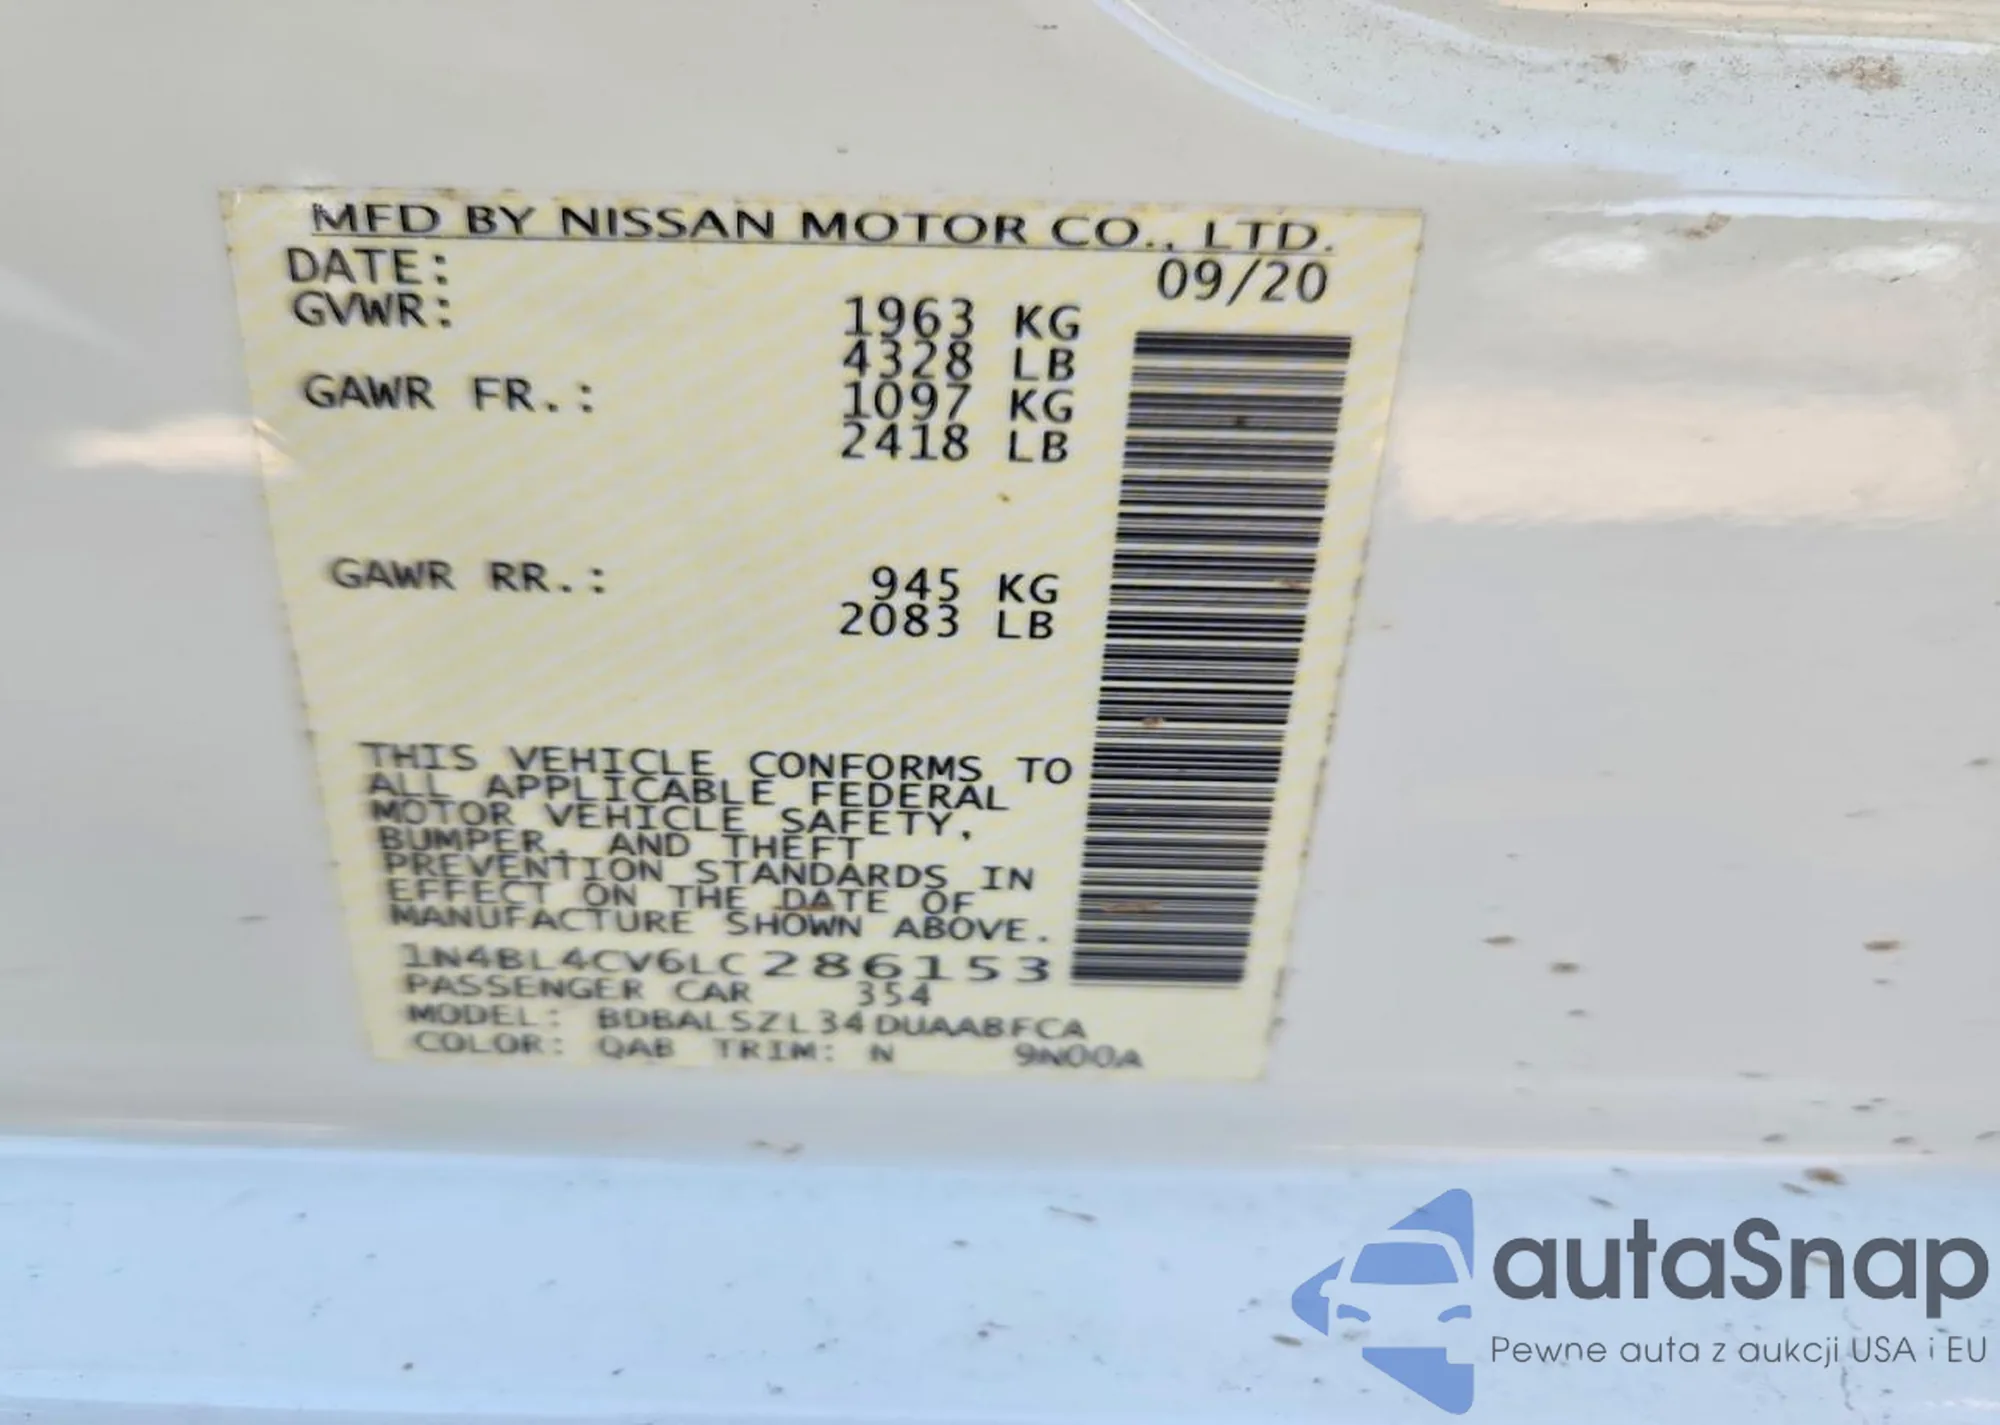 MFD BY NISSAN MOTOR CO., LTD.
DATE: 09/20
GVWR: 1963 KG
4328 LB
GAWR FR.: 1097 KG
2418 LB
GAWR RR.: 945 KG
2083 LB
THIS VEHICLE CONFORMS TO
ALL APPLICABLE FEDERAL
MOTOR VEHICLE SAFETY,
BUMPER, AND THEFT
PREVENTION STANDARDS IN
EFFECT ON THE DATE OF
MANUFACTURE SHOWN ABOVE.
1N4BL4CV6LC286153
PASSENGER CAR 354
MODEL: BDBALSZL34DUAABFCA
COLOR: QAB TRIM: N 9N00A
autaSnap
Pewne auta z aukcji USA i EU